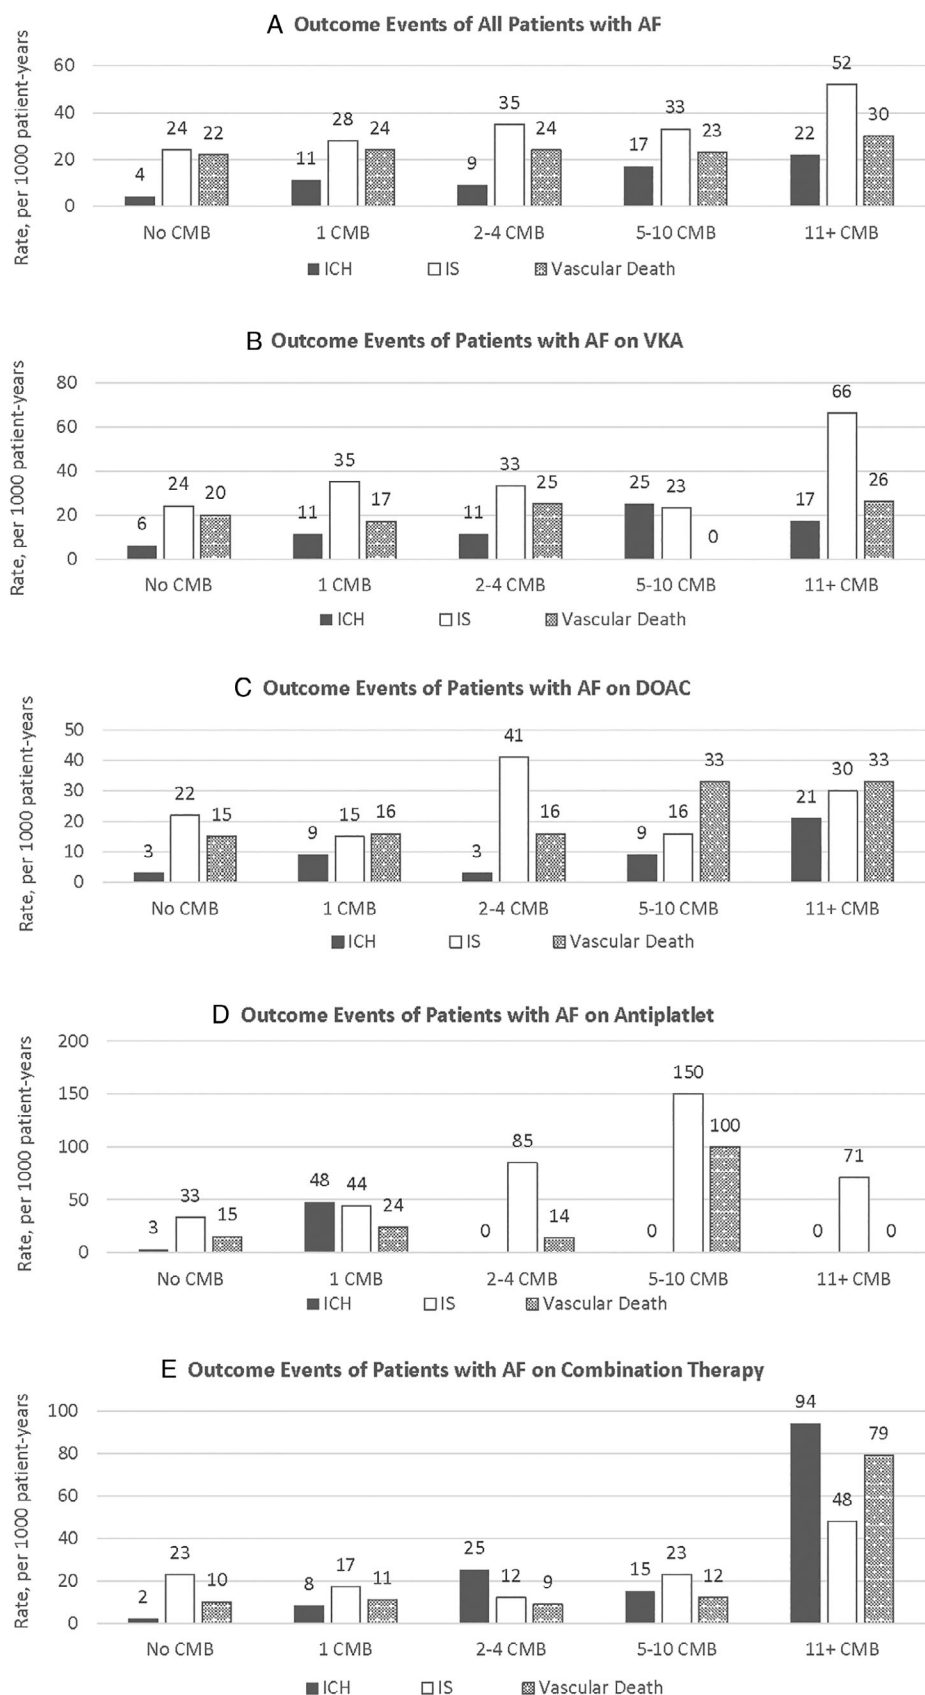 A Outcome Events of All Patients with AF
Rate, per 1000 patient-years
60
40
20
0
4 24 22
11 28 24
9 35 24
17 33 23
22 52 30
No CMB 1 CMB 2-4 CMB 5-10 CMB 11+ CMB
ICH IS Vascular Death
B Outcome Events of Patients with AF on VKA
Rate, per 1000 patient-years
80
60
40
20
0
6 24 20
11 35 17
11 33 25
25 23 0
17 66 26
No CMB 1 CMB 2-4 CMB 5-10 CMB 11+ CMB
ICH IS Vascular Death
C Outcome Events of Patients with AF on DOAC
Rate, per 1000 patient-years
50
40
30
20
10
0
3 22 15
9 15 16
3 41 16
9 16 33
21 30 33
No CMB 1 CMB 2-4 CMB 5-10 CMB 11+ CMB
ICH IS Vascular Death
D Outcome Events of Patients with AF on Antiplatlet
Rate, per 1000 patient-years
200
150
100
50
0
3 33 15
48 44 24
0 85 14
0 150 100
0 71 0
No CMB 1 CMB 2-4 CMB 5-10 CMB 11+ CMB
ICH IS Vascular Death
E Outcome Events of Patients with AF on Combination Therapy
Rate, per 1000 patient-years
100
80
60
40
20
0
2 23 10
8 17 11
25 12 9
15 23 12
94 48 79
No CMB 1 CMB 2-4 CMB 5-10 CMB 11+ CMB
ICH IS Vascular Death